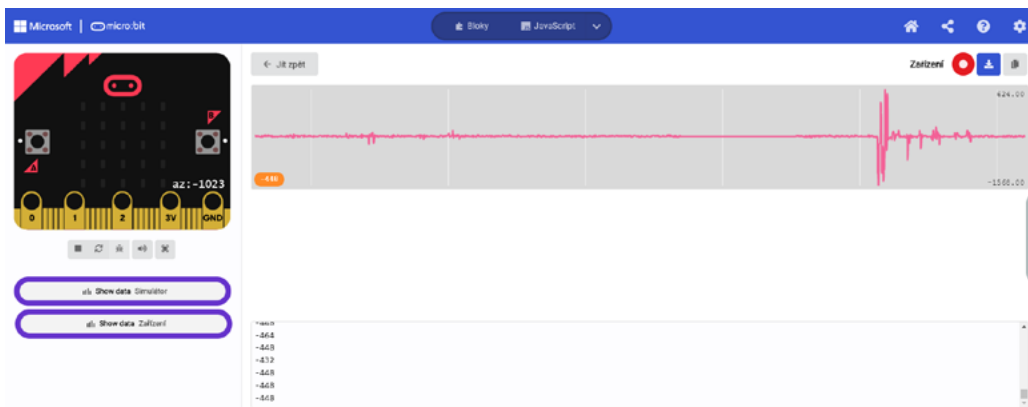 Microsoft | micro:bit
Bloky
JavaScript
Jít zpět
Zařízení
624.00
-448
-1568.00
B
A
az:-1023
0 1 2 3V GND
Show data Simulátor
Show data Zařízení
-464
-448
-432
-448
-448
-448